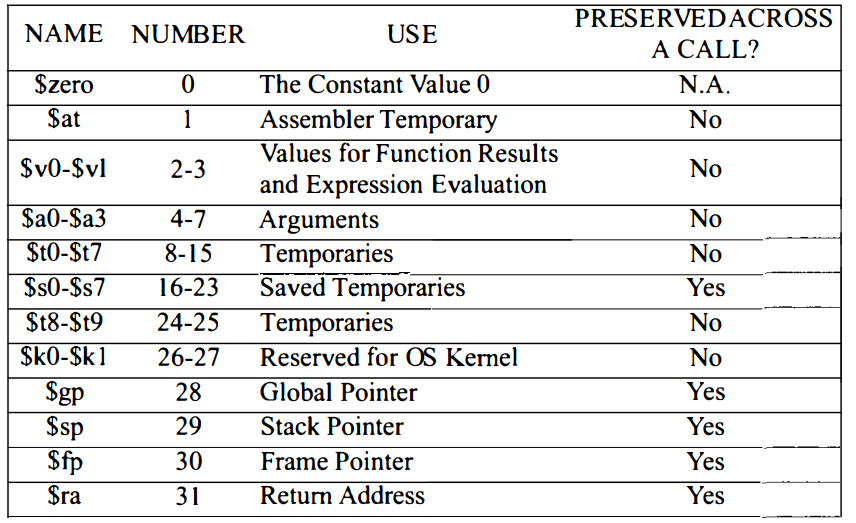 NAME NUMBER USE PRESERVED ACROSS A CALL?
$zero 0 The Constant Value 0 N.A.
$at 1 Assembler Temporary No
$v0-$v1 2-3 Values for Function Results and Expression Evaluation No
$a0-$a3 4-7 Arguments No
$t0-$t7 8-15 Temporaries No
$s0-$s7 16-23 Saved Temporaries Yes
$t8-$t9 24-25 Temporaries No
$k0-$k1 26-27 Reserved for OS Kernel No
$gp 28 Global Pointer Yes
$sp 29 Stack Pointer Yes
$fp 30 Frame Pointer Yes
$ra 31 Return Address Yes